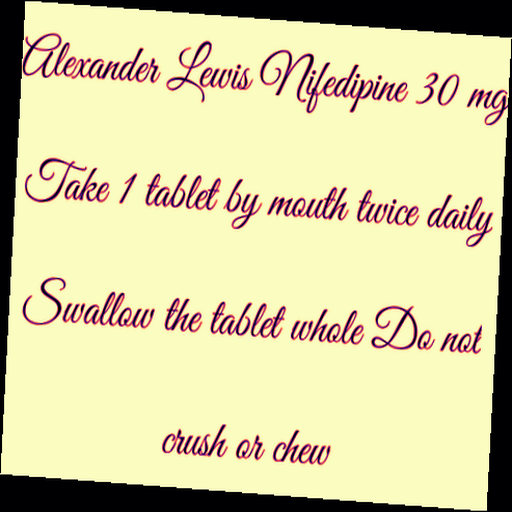 Alexander Lewis Nifedipine 30 mg
Take 1 tablet by mouth twice daily
Swallow the tablet whole Do not
crush or chew